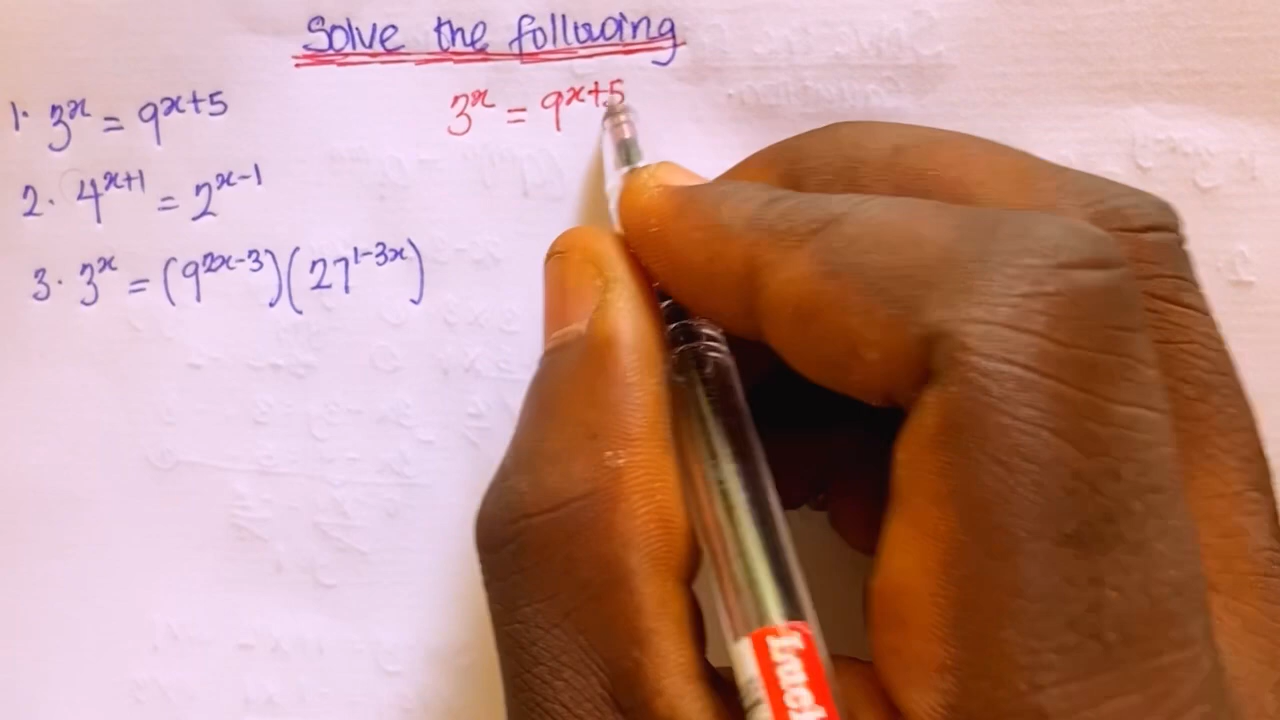 Solve the following
1. 3^x = 9^x+5
3^x = 9^x+5
2. 4^x+1 = 2^x-1
3. 3^x = (9^2x-3)(27^1-3x)